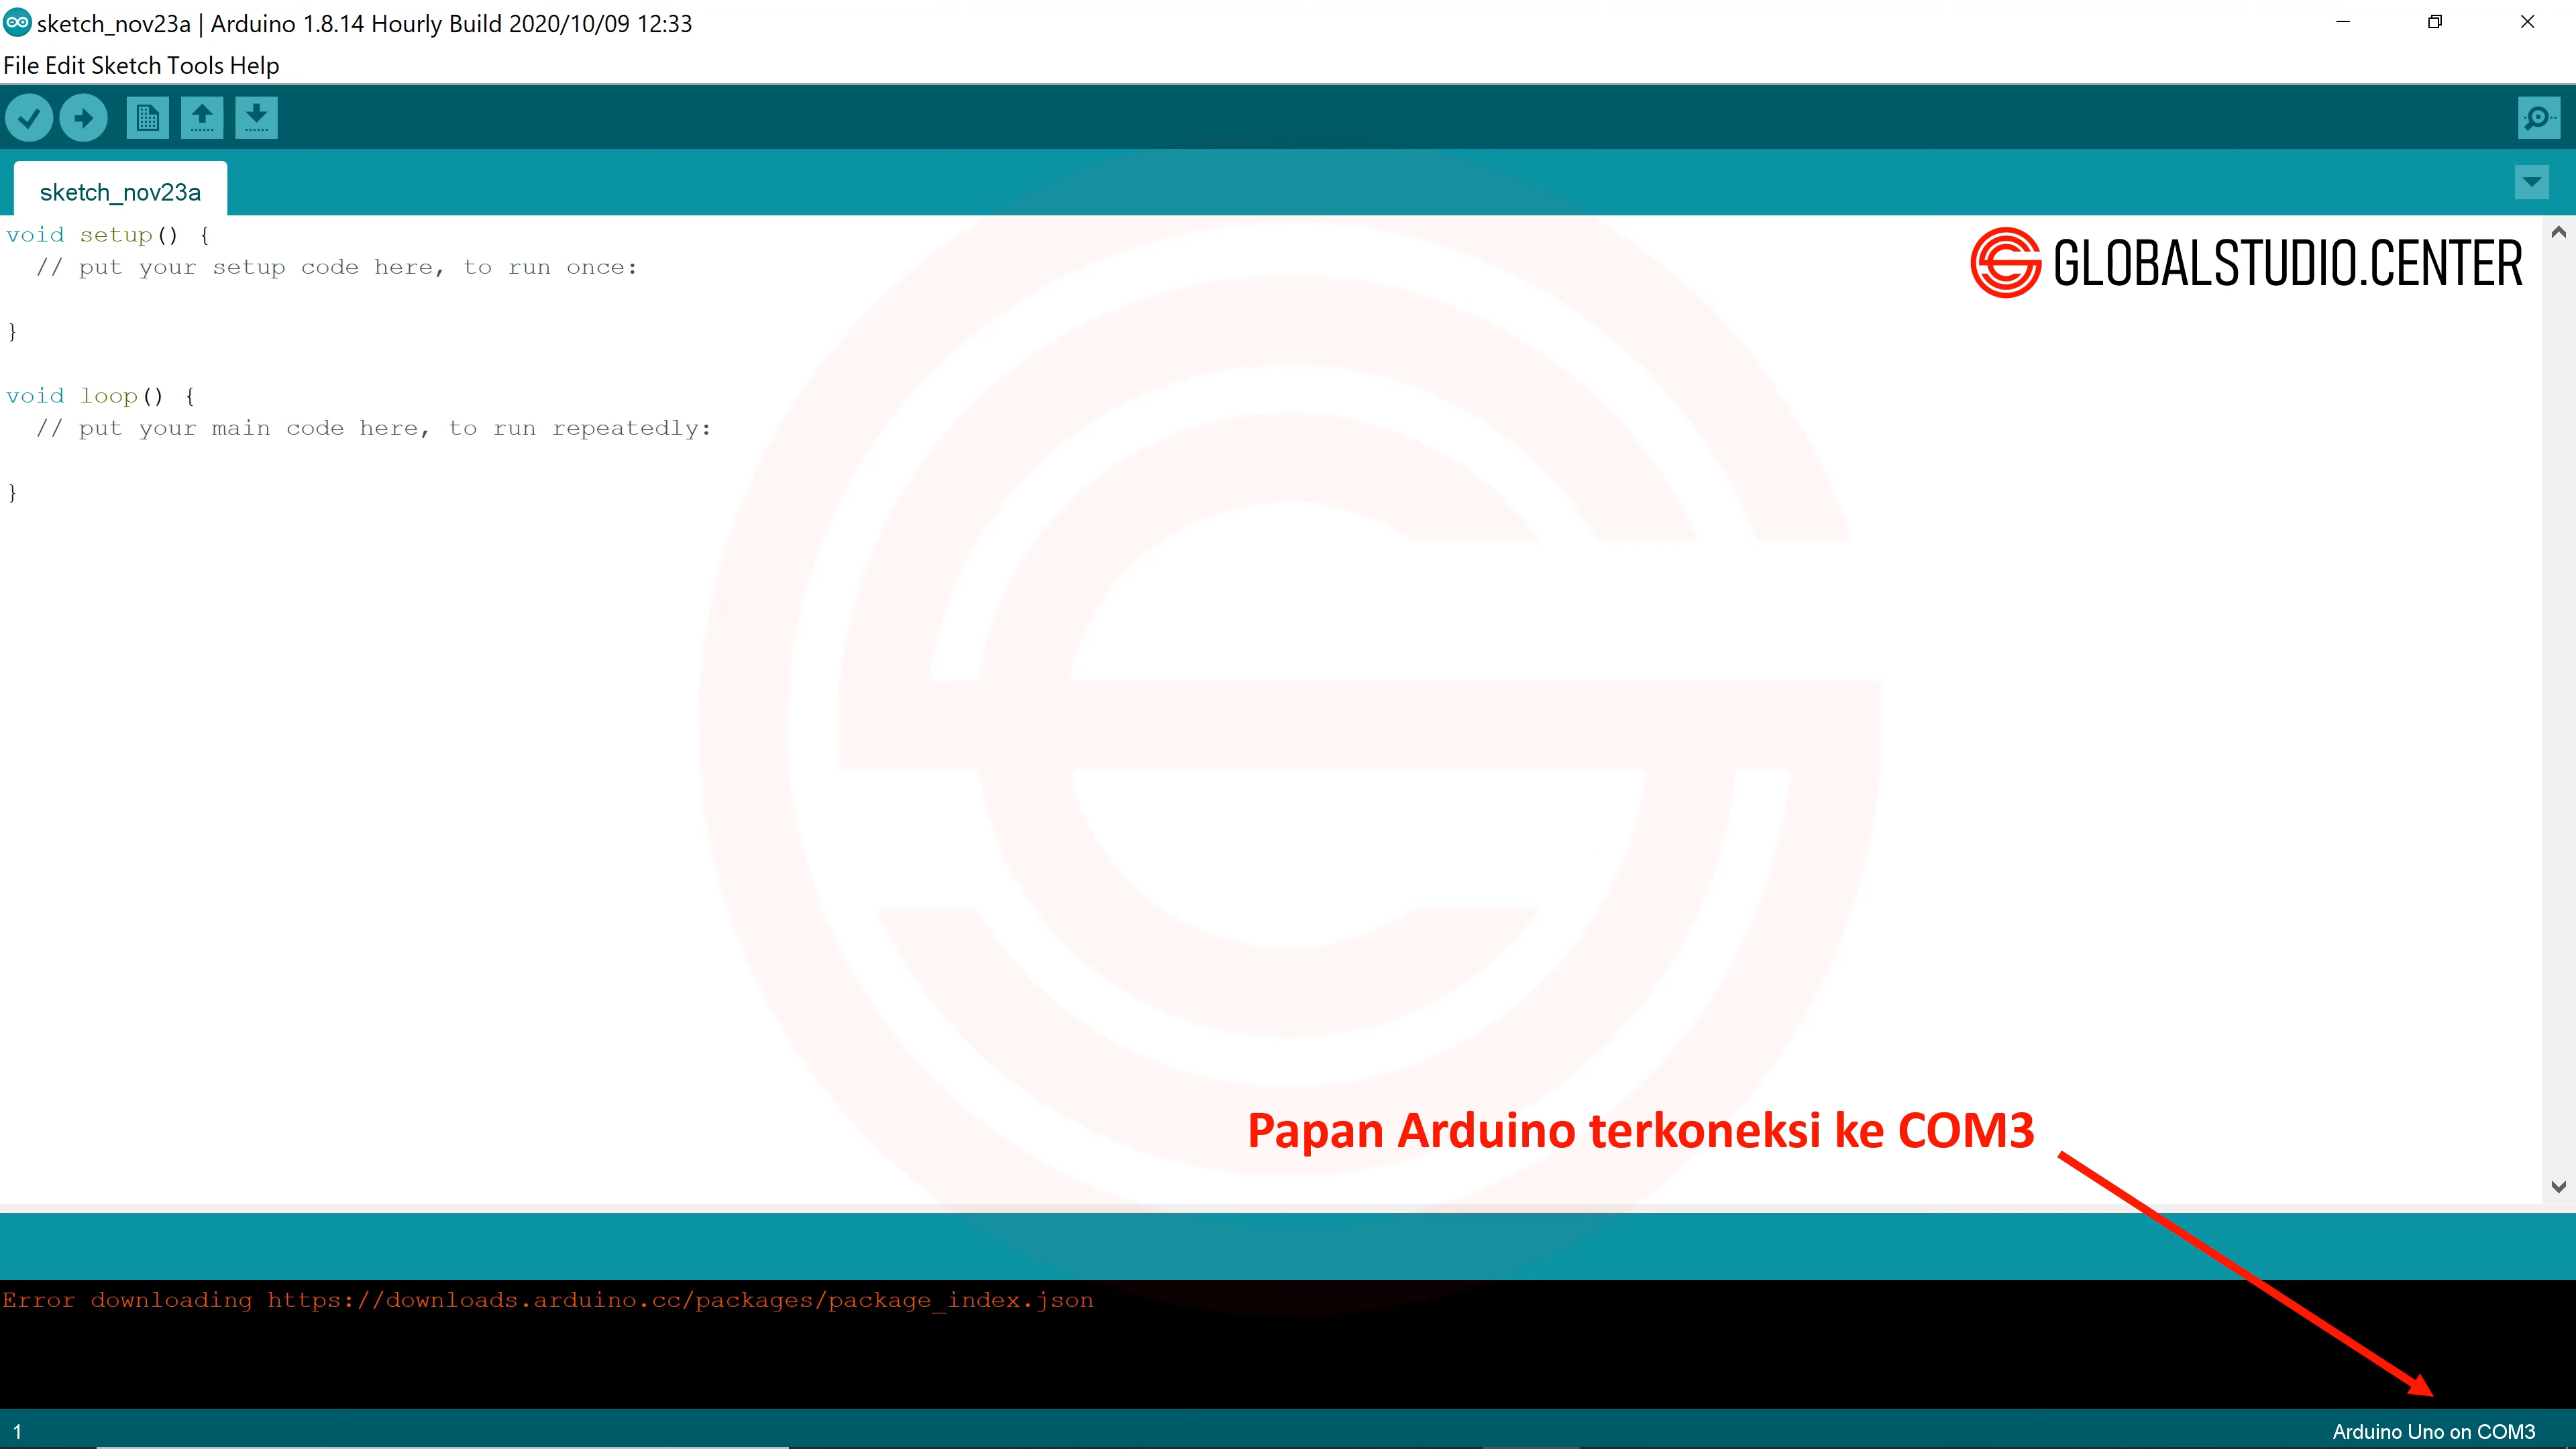 sketch_nov23a | Arduino 1.8.14 Hourly Build 2020/10/09 12:33
File Edit Sketch Tools Help
sketch_nov23a
void setup() {
  // put your setup code here, to run once:
}
void loop() {
  // put your main code here, to run repeatedly:
}
GLOBALSTUDIO.CENTER
Papan Arduino terkoneksi ke COM3
Error downloading https://downloads.arduino.cc/packages/package_index.json
1
Arduino Uno on COM3